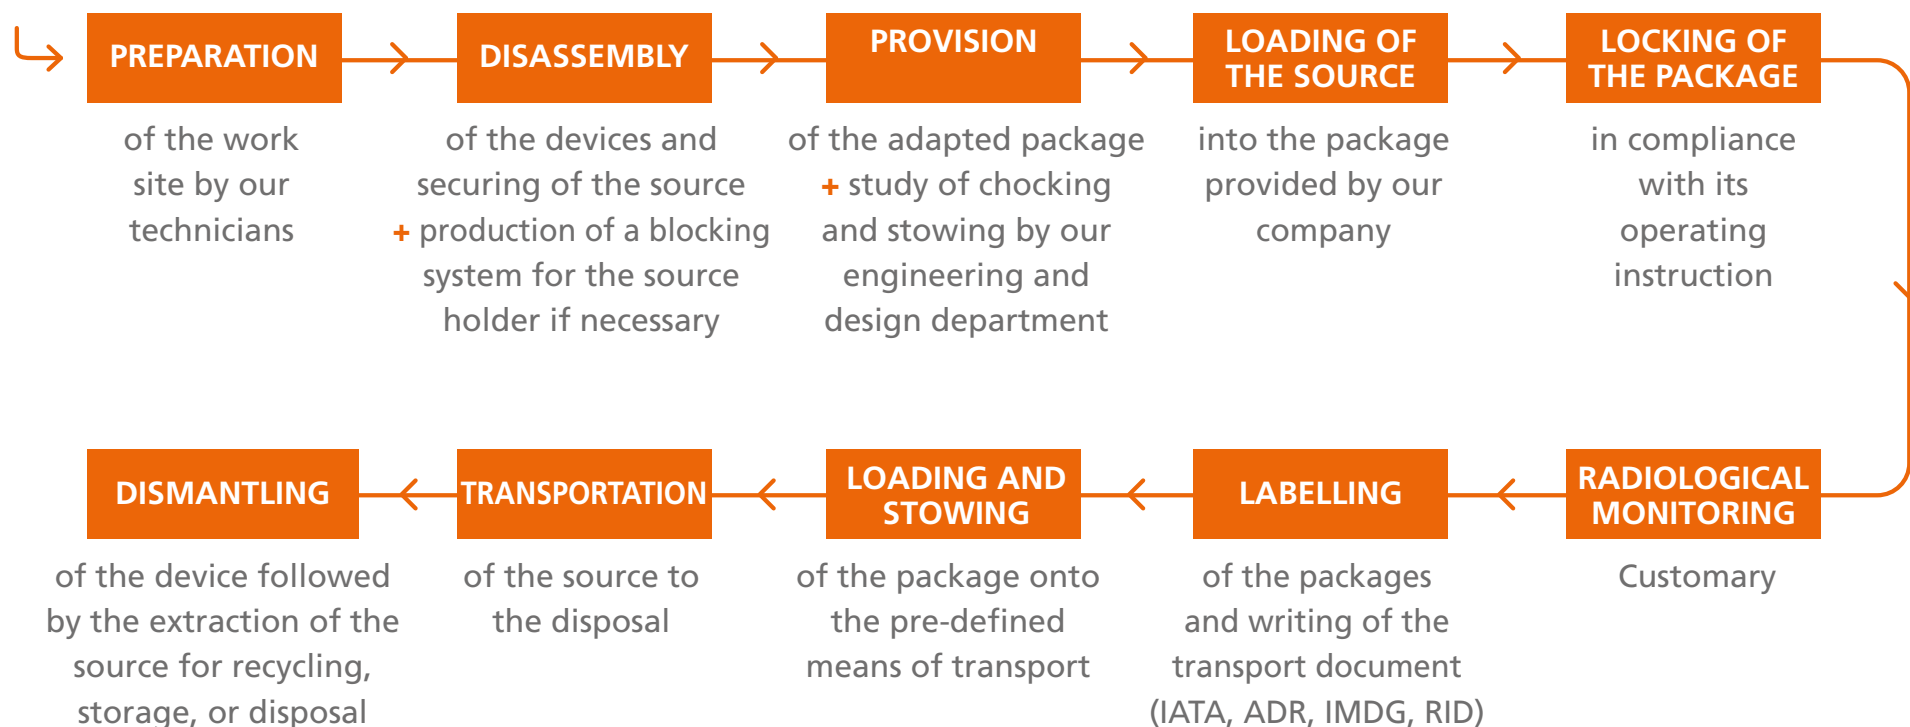 PREPARATION
of the work
site by our
technicians
DISASSEMBLY
of the devices and
securing of the source
+ production of a blocking
system for the source
holder if necessary
PROVISION
of the adapted package
+ study of chocking
and stowing by our
engineering and
design department
LOADING OF
THE SOURCE
into the package
provided by our
company
LOCKING OF
THE PACKAGE
in compliance
with its
operating
instruction
RADIOLOGICAL
MONITORING
Customary
LABELLING
of the packages
and writing of the
transport document
(IATA, ADR, IMDG, RID)
LOADING AND
STOWING
of the package onto
the pre-defined
means of transport
TRANSPORTATION
of the source to
the disposal
DISMANTLING
of the device followed
by the extraction of the
source for recycling,
storage, or disposal